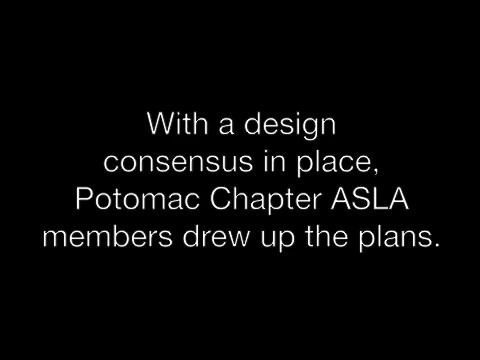 With a design
consensus in place,
Potomac Chapter ASLA
members drew up the plans.